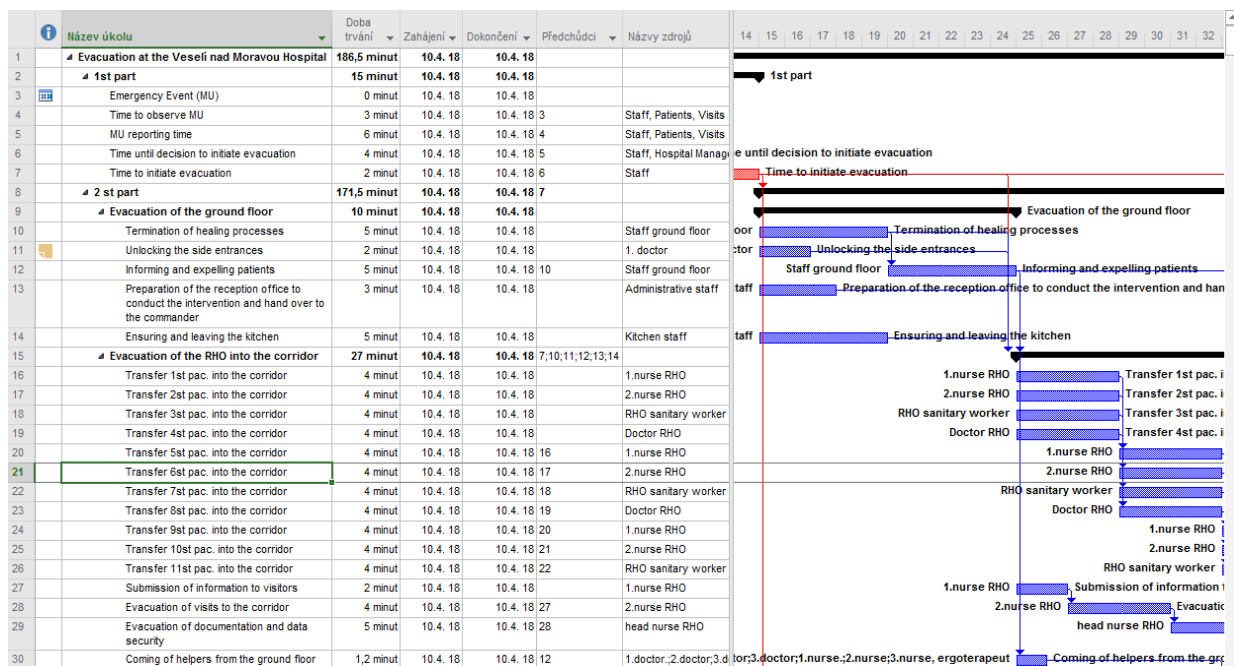 Název úkolu Doba trvání Zahájení Dokončení Předchůdci Názvy zdrojů 14 15 16 17 18 19 20 21 22 23 24 25 26 27 28 29 30 31 32
1 Evacuation at the Veselí nad Moravou Hospital 186,5 minut 10.4. 18 10.4. 18
2 1st part 15 minut 10.4. 18 10.4. 18 1st part
3 Emergency Event (MU) 0 minut 10.4. 18 10.4. 18
4 Time to observe MU 3 minut 10.4. 18 10.4. 18 3 Staff, Patients, Visits
5 MU reporting time 6 minut 10.4. 18 10.4. 18 4 Staff, Patients, Visits
6 Time until decision to initiate evacuation 4 minut 10.4. 18 10.4. 18 5 Staff, Hospital Manag e until decision to initiate evacuation
7 Time to initiate evacuation 2 minut 10.4. 18 10.4. 18 6 Staff Time to initiate evacuation
8 2 st part 171,5 minut 10.4. 18 10.4. 18 7
9 Evacuation of the ground floor 10 minut 10.4. 18 10.4. 18 Evacuation of the ground floor
10 Termination of healing processes 5 minut 10.4. 18 10.4. 18 Staff ground floor oor Termination of healing processes
11 Unlocking the side entrances 2 minut 10.4. 18 10.4. 18 1. doctor ctor Unlocking the side entrances
12 Informing and expelling patients 5 minut 10.4. 18 10.4. 18 10 Staff ground floor Staff ground floor Informing and expelling patients
13 Preparation of the reception office to 3 minut 10.4. 18 10.4. 18 Administrative staff taff Preparation of the reception office to conduct the intervention and han
conduct the intervention and hand over to
the commander
14 Ensuring and leaving the kitchen 5 minut 10.4. 18 10.4. 18 Kitchen staff taff Ensuring and leaving the kitchen
15 Evacuation of the RHO into the corridor 27 minut 10.4. 18 10.4. 18 7;10;11;12;13;14
16 Transfer 1st pac. into the corridor 4 minut 10.4. 18 10.4. 18 1.nurse RHO 1.nurse RHO Transfer 1st pac. i
17 Transfer 2st pac. into the corridor 4 minut 10.4. 18 10.4. 18 2.nurse RHO 2.nurse RHO Transfer 2st pac. i
18 Transfer 3st pac. into the corridor 4 minut 10.4. 18 10.4. 18 RHO sanitary worker RHO sanitary worker Transfer 3st pac. i
19 Transfer 4st pac. into the corridor 4 minut 10.4. 18 10.4. 18 Doctor RHO Doctor RHO Transfer 4st pac. i
20 Transfer 5st pac. into the corridor 4 minut 10.4. 18 10.4. 18 16 1.nurse RHO 1.nurse RHO
21 Transfer 6st pac. into the corridor 4 minut 10.4. 18 10.4. 18 17 2.nurse RHO 2.nurse RHO
22 Transfer 7st pac. into the corridor 4 minut 10.4. 18 10.4. 18 18 RHO sanitary worker RHO sanitary worker
23 Transfer 8st pac. into the corridor 4 minut 10.4. 18 10.4. 18 19 Doctor RHO Doctor RHO
24 Transfer 9st pac. into the corridor 4 minut 10.4. 18 10.4. 18 20 1.nurse RHO 1.nurse RHO
25 Transfer 10st pac. into the corridor 4 minut 10.4. 18 10.4. 18 21 2.nurse RHO 2.nurse RHO
26 Transfer 11st pac. into the corridor 4 minut 10.4. 18 10.4. 18 22 RHO sanitary worker RHO sanitary worker
27 Submission of information to visitors 2 minut 10.4. 18 10.4. 18 1.nurse RHO 1.nurse RHO Submission of information t
28 Evacuation of visits to the corridor 4 minut 10.4. 18 10.4. 18 27 2.nurse RHO 2.nurse RHO Evacuatic
29 Evacuation of documentation and data 5 minut 10.4. 18 10.4. 18 28 head nurse RHO head nurse RHO
security
30 Coming of helpers from the ground floor 1,2 minut 10.4. 18 10.4. 18 12 1.doctor.;2.doctor;3.d tor;3.doctor;1.nurse.;2.nurse;3.nurse, ergoterapeut Coming of helpers from the gro